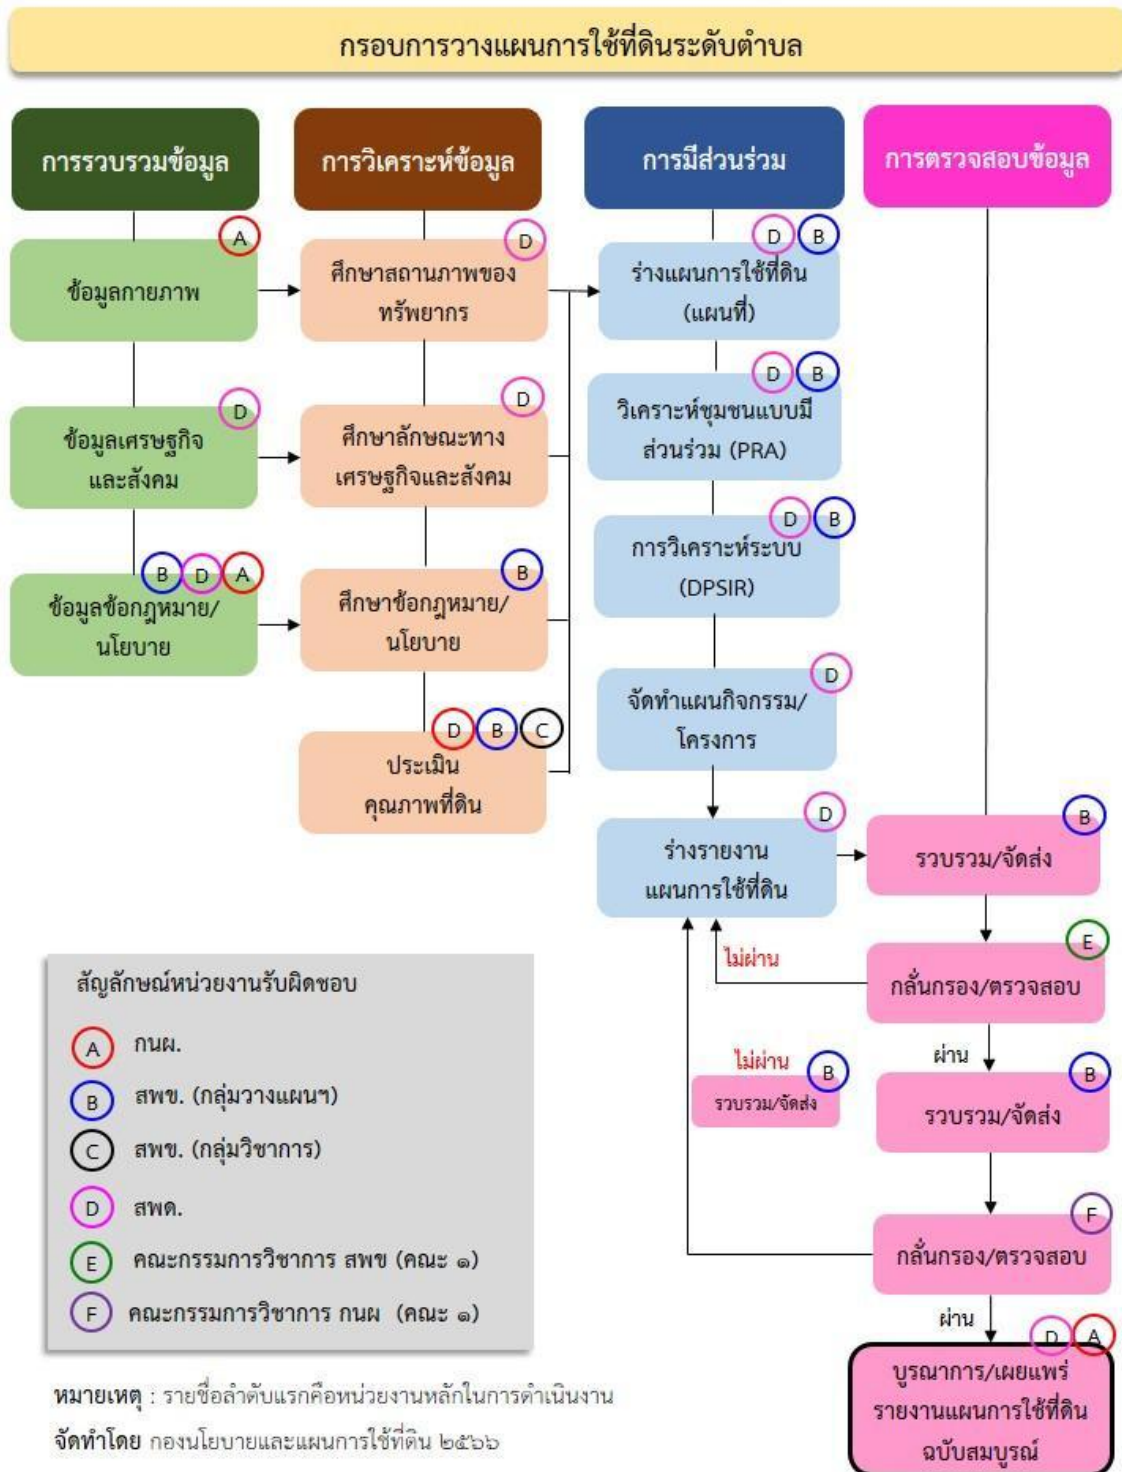 กรอบการวางแผนการใช้ที่ดินระดับตำบล
การรวบรวมข้อมูล
A
ข้อมูลกายภาพ
D
ข้อมูลเศรษฐกิจ
และสังคม
B D A
ข้อมูลข้อกฎหมาย/
นโยบาย
การวิเคราะห์ข้อมูล
D
ศึกษาสถานภาพของ
ทรัพยากร
D
ศึกษาลักษณะทาง
เศรษฐกิจและสังคม
B
ศึกษาข้อกฎหมาย/
นโยบาย
D B C
ประเมิน
คุณภาพที่ดิน
การมีส่วนร่วม
D B
ร่างแผนการใช้ที่ดิน
(แผนที่)
D B
วิเคราะห์ชุมชนแบบมี
ส่วนร่วม (PRA)
D B
การวิเคราะห์ระบบ
(DPSIR)
D
จัดทำแผนกิจกรรม/
โครงการ
D
ร่างรายงาน
แผนการใช้ที่ดิน
การตรวจสอบข้อมูล
B
รวบรวม/จัดส่ง
E
กลั่นกรอง/ตรวจสอบ
ไม่ผ่าน
ผ่าน
B
รวบรวม/จัดส่ง
F
กลั่นกรอง/ตรวจสอบ
ไม่ผ่าน
B
รวบรวม/จัดส่ง
ผ่าน
D A
บูรณาการ/เผยแพร่
รายงานแผนการใช้ที่ดิน
ฉบับสมบูรณ์
สัญลักษณ์หน่วยงานรับผิดชอบ
A กนผ.
B สพข. (กลุ่มวางแผนฯ)
C สพข. (กลุ่มวิชาการ)
D สพด.
E คณะกรรมการวิชาการ สพข (คณะ ๑)
F คณะกรรมการวิชาการ กนผ (คณะ ๑)
หมายเหตุ : รายชื่อลำดับแรกคือหน่วยงานหลักในการดำเนินงาน
จัดทำโดย กองนโยบายและแผนการใช้ที่ดิน ๒๕๖๖